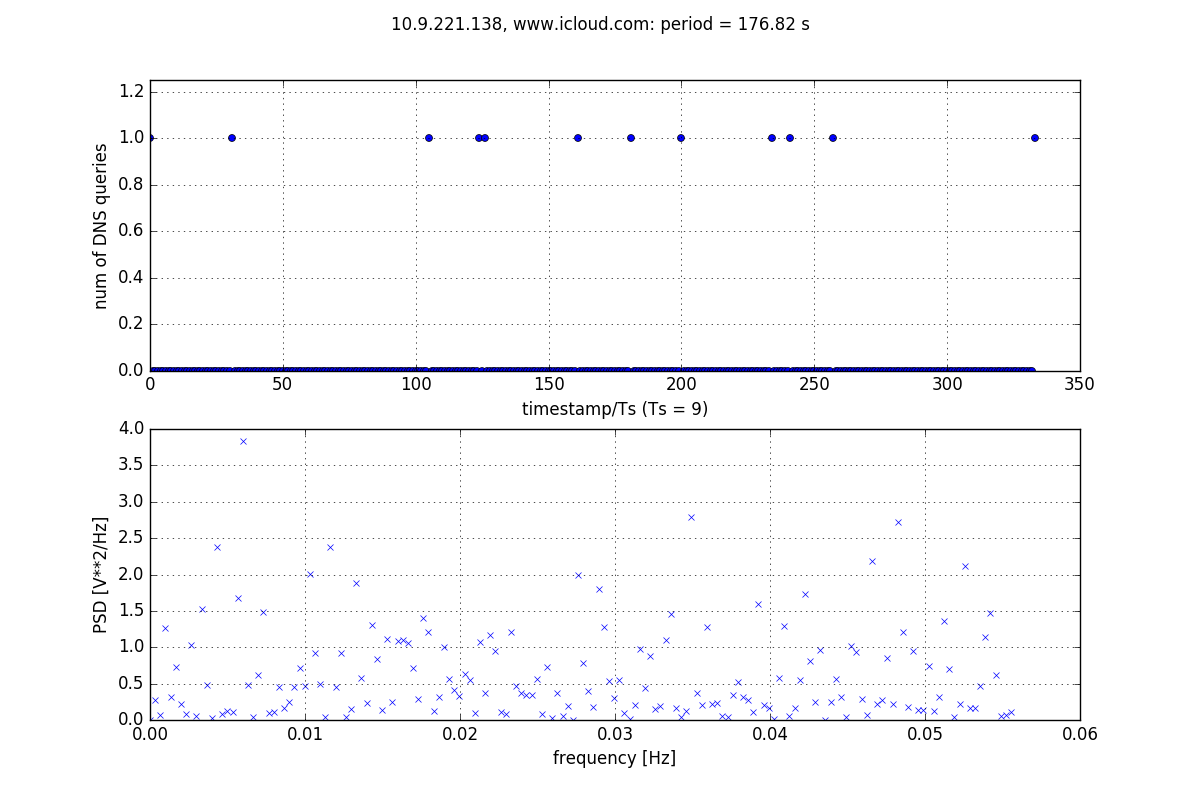 10.9.221.138, www.icloud.com: period = 176.82 s
1.2
1.0
0.8
0.6
0.4
0.2
0.0
num of DNS queries
0 50 100 150 200 250 300 350
timestamp/Ts (Ts = 9)
4.0
3.5
3.0
2.5
2.0
1.5
1.0
0.5
0.0
PSD [V**2/Hz]
0.00 0.01 0.02 0.03 0.04 0.05 0.06
frequency [Hz]